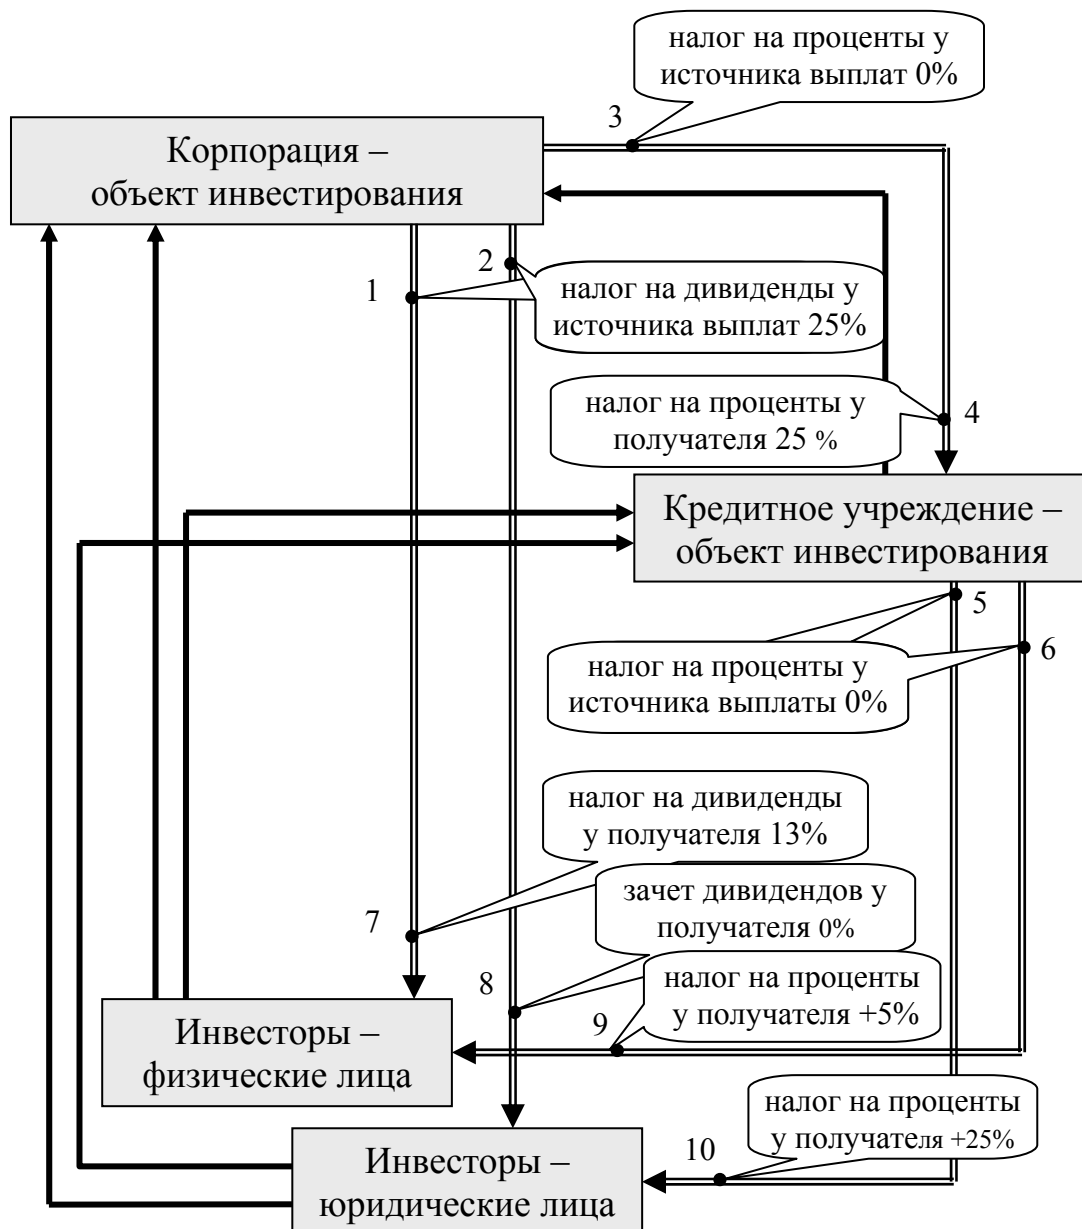 налог на проценты у
источника выплат 0%
3
Корпорация –
объект инвестирования
2
1
налог на дивиденды у
источника выплат 25%
налог на проценты у
получателя 25 %
4
Кредитное учреждение –
объект инвестирования
5
6
налог на проценты у
источника выплаты 0%
налог на дивиденды
у получателя 13%
7
зачет дивидендов у
получателя 0%
8
налог на проценты
у получателя +5%
9
Инвесторы –
физические лица
налог на проценты
у получателя +25%
10
Инвесторы –
юридические лица